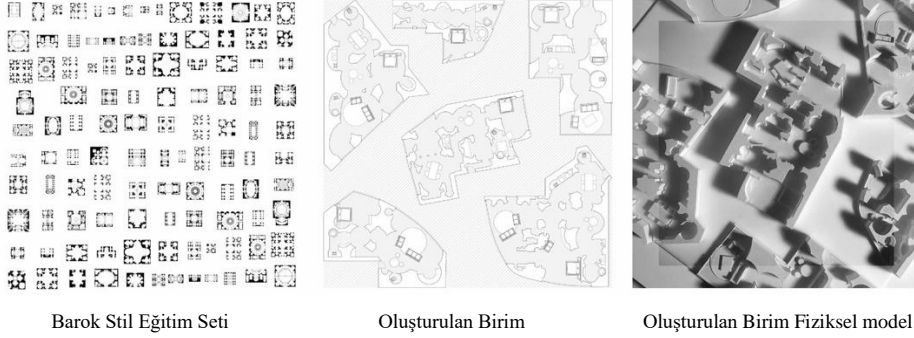 Barok Stil Eğitim Seti
Oluşturulan Birim
Oluşturulan Birim Fiziksel model